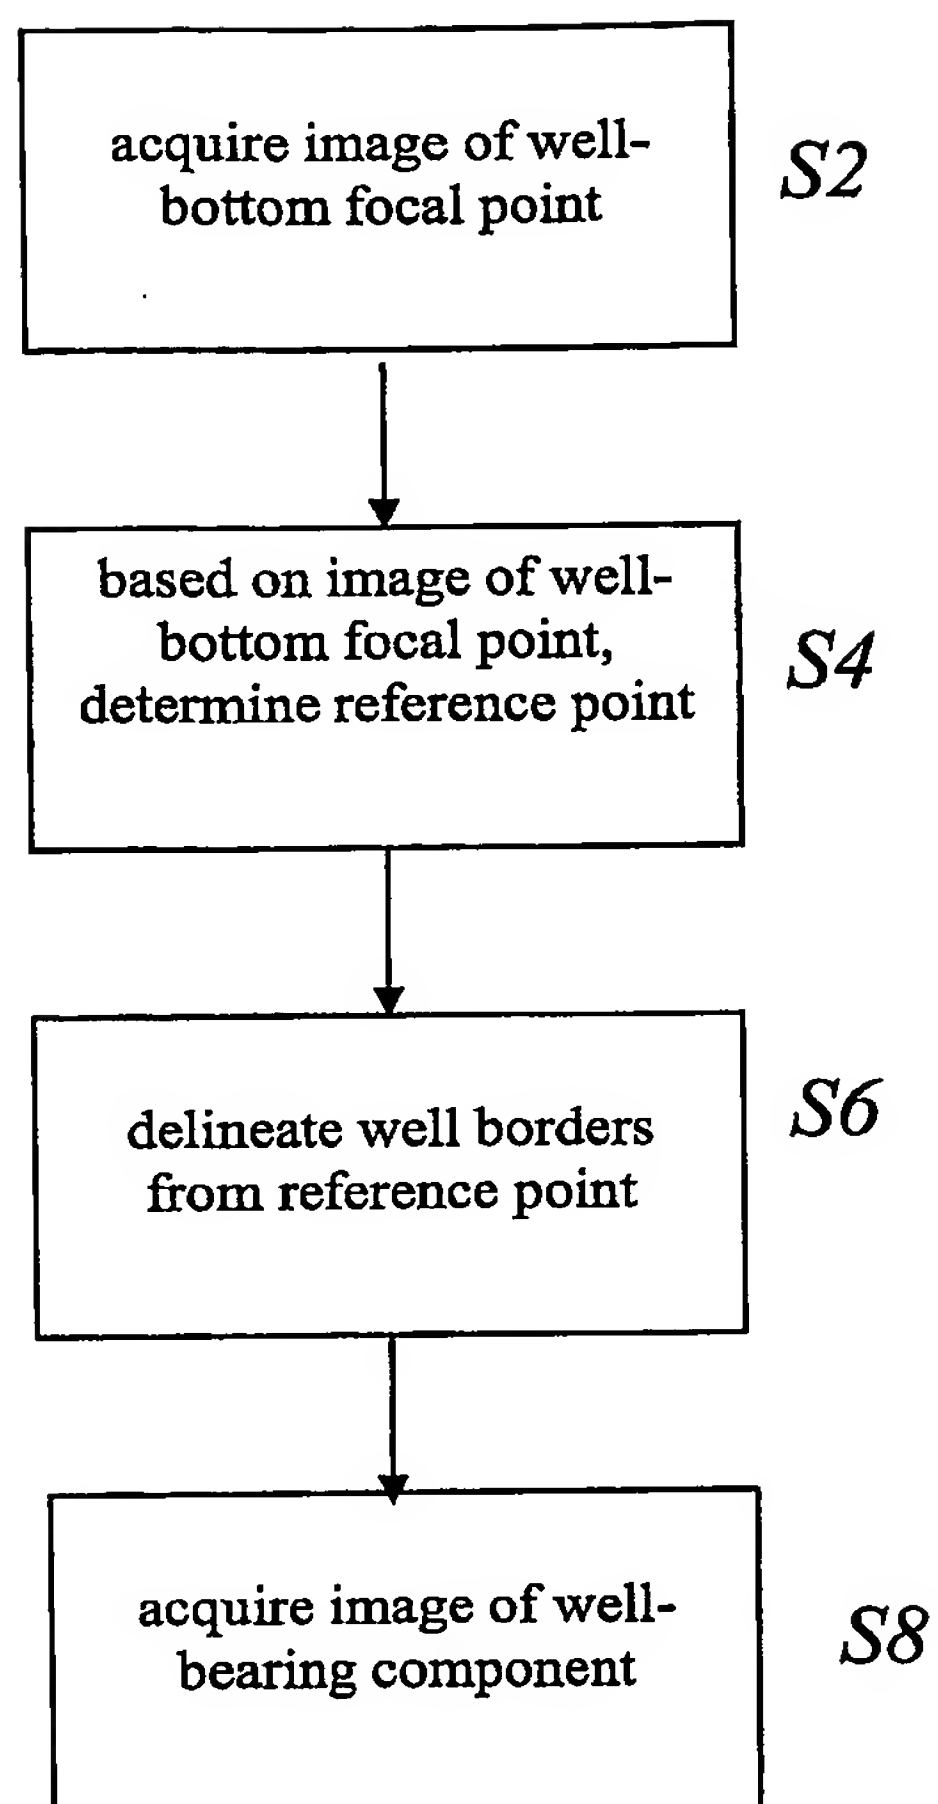 acquire image of well-
bottom focal point
S2
based on image of well-
bottom focal point,
determine reference point
S4
delineate well borders
from reference point
S6
acquire image of well-
bearing component
S8